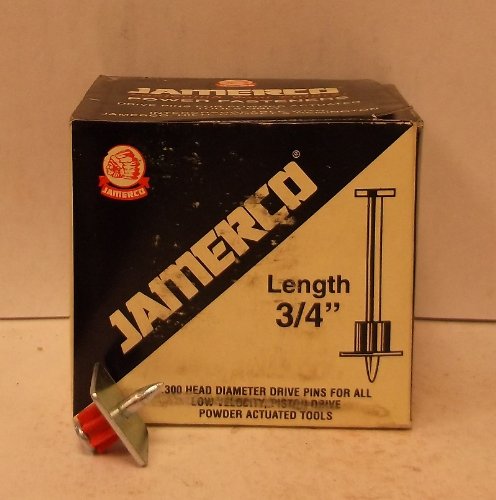 JAMERCO
POWER FASTENERS
JAMERCO
JAMERCO®
Length
3/4"
.300 HEAD DIAMETER DRIVE PINS FOR ALL
LOW VELOCITY, PISTON DRIVE
POWDER ACTUATED TOOLS